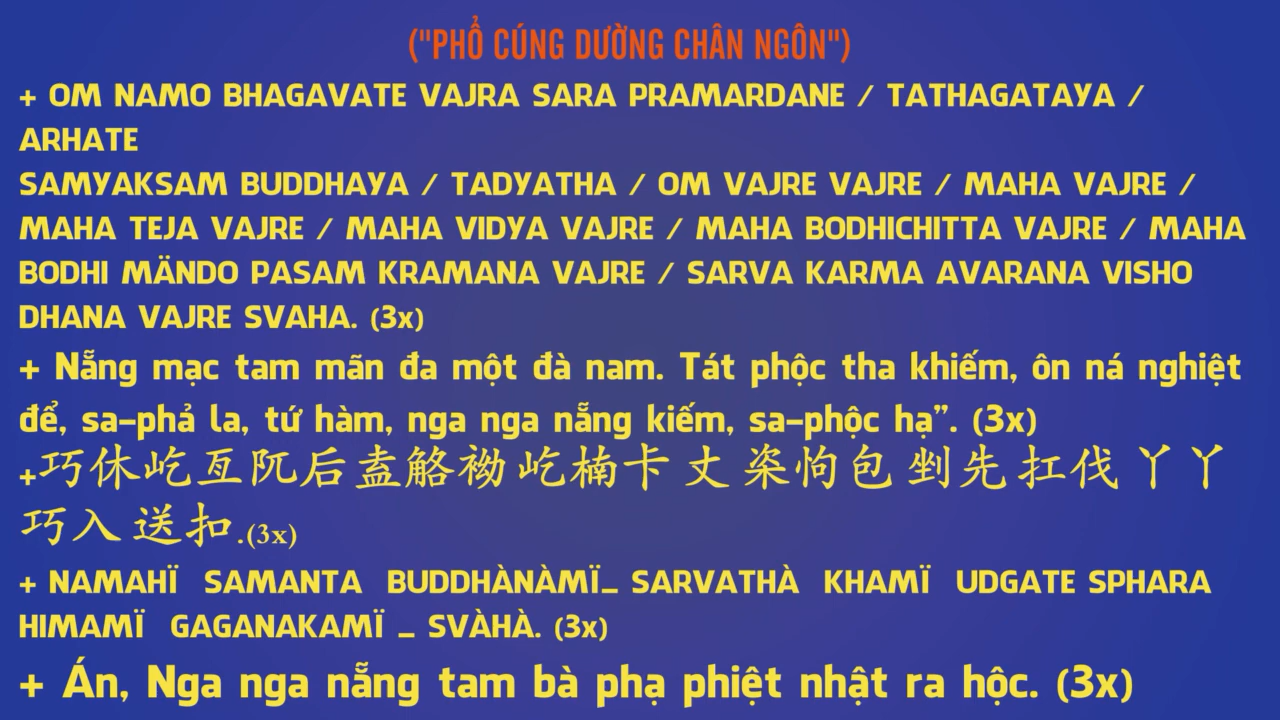 ("PHỔ CÚNG DƯỜNG CHÂN NGÔN")
+ OM NAMO BHAGAVATE VAJRA SARA PRAMARDANE / TATHAGATAYA /
ARHATE
SAMYAKSAM BUDDHAYA / TADYATHA / OM VAJRE VAJRE / MAHA VAJRE /
MAHA TEJA VAJRE / MAHA VIDYA VAJRE / MAHA BODHICHITTA VAJRE / MAHA
BODHI MÄNDO PASAM KRAMANA VAJRE / SARVA KARMA AVARANA VISHO
DHANA VAJRE SVAHA. (3x)
+ Nẵng mạc tam mãn đa một đà nam. Tát phộc tha khiếm, ôn ná nghiệt
để, sa-phả la, tứ hàm, nga nga nẵng kiếm, sa-phộc hạ”. (3x)
+巧休屹亙阢后盍觡袎屹楠卡丈 楶怐包 剉先 扛伐 丫丫
巧入 送扣.(3x)
+ NAMAHÏ SAMANTA BUDDHÀNÀMÏ_ SARVATHÀ KHAMÏ UDGATE SPHARA
HIMAMÏ GAGANAKAMÏ _ SVÀHÀ. (3x)
+ Án, Nga nga nẵng tam bà phạ phiệt nhật ra hộc. (3x)